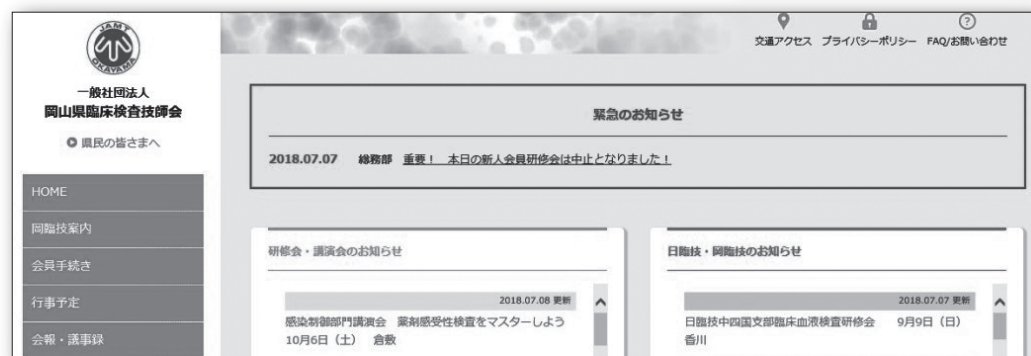 JAMT
OKAYAMA
一般社団法人
岡山県臨床検査技師会
県民の皆さまへ
HOME
岡臨技案内
会員手続き
行事予定
会報・議事録
交通アクセス プライバシーポリシー FAQ/お問い合わせ
緊急のお知らせ
2018.07.07 総務部 重要! 本日の新人会員研修会は中止となりました!
研修会・講演会のお知らせ
2018.07.08 更新
感染制御部門講演会 薬剤感受性検査をマスターしよう
10月6日(土) 倉敷
日臨技・岡臨技のお知らせ
2018.07.07 更新
日臨技中四国支部臨床血液検査研修会 9月9日(日)
香川